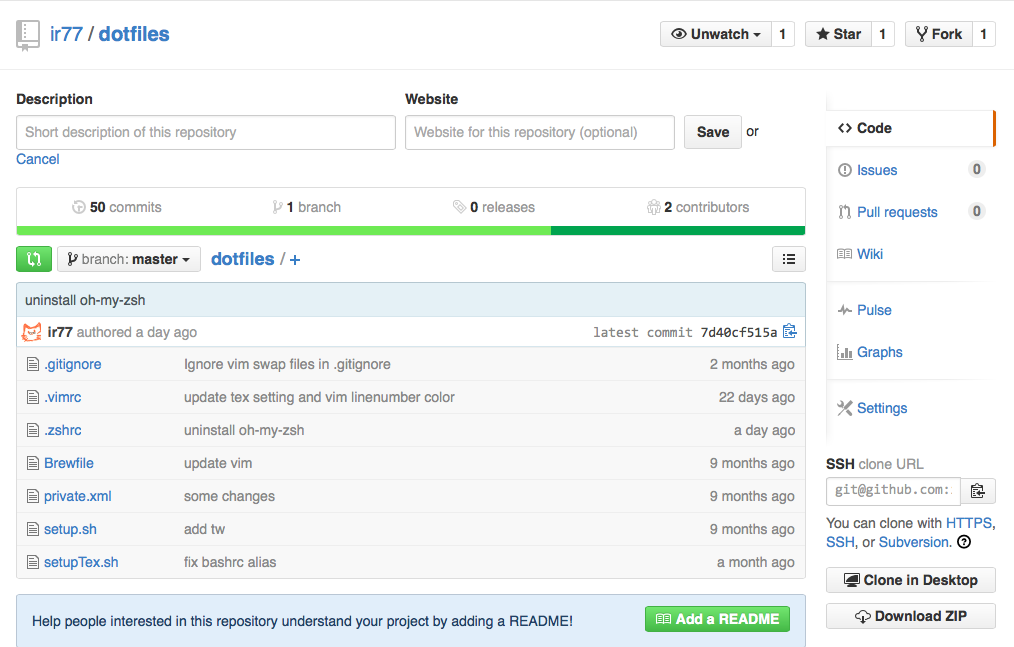 ir77 / dotfiles
Unwatch 1 Star 1 Fork 1
Description Website
Short description of this repository Website for this repository (optional) Save or
Cancel
50 commits 1 branch 0 releases 2 contributors
branch: master dotfiles / +
uninstall oh-my-zsh
ir77 authored a day ago latest commit 7d40cf515a
.gitignore Ignore vim swap files in .gitignore 2 months ago
.vimrc update tex setting and vim linenumber color 22 days ago
.zshrc uninstall oh-my-zsh a day ago
Brewfile update vim 9 months ago
private.xml some changes 9 months ago
setup.sh add tw 9 months ago
setupTex.sh fix bashrc alias a month ago
Help people interested in this repository understand your project by adding a README! Add a README
Code
Issues 0
Pull requests 0
Wiki
Pulse
Graphs
Settings
SSH clone URL
git@github.com:
You can clone with HTTPS,
SSH, or Subversion.
Clone in Desktop
Download ZIP